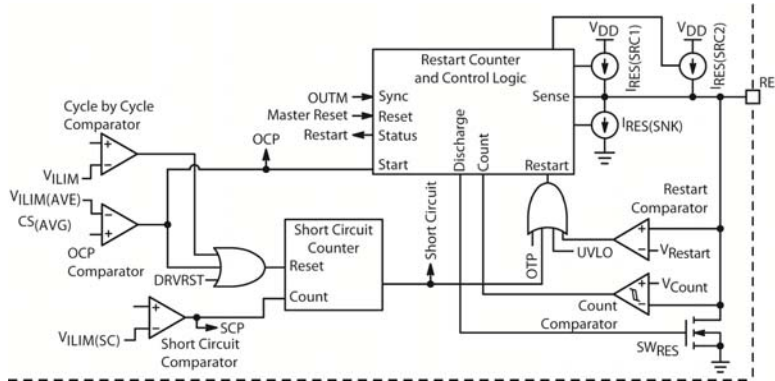 VDD
VDD
IRES(SRC1)
IRES(SRC2)
Restart Counter
and Control Logic
RE
OUTM
Sync
Sense
Cycle by Cycle
Comparator
Master Reset
Reset
IRES(SNK)
Restart
Status
OCP
Discharge
Count
VILIM
Start
Restart
VILIM(AVE)
CS(AVG)
Short Circuit
Counter
Short Circuit
Restart
Comparator
OCP
Comparator
VRestart
OTP
UVLO
Reset
DRVRST
VCount
Count
Count
Comparator
VILIM(SC)
SCP
Short Circuit
Comparator
SWRES